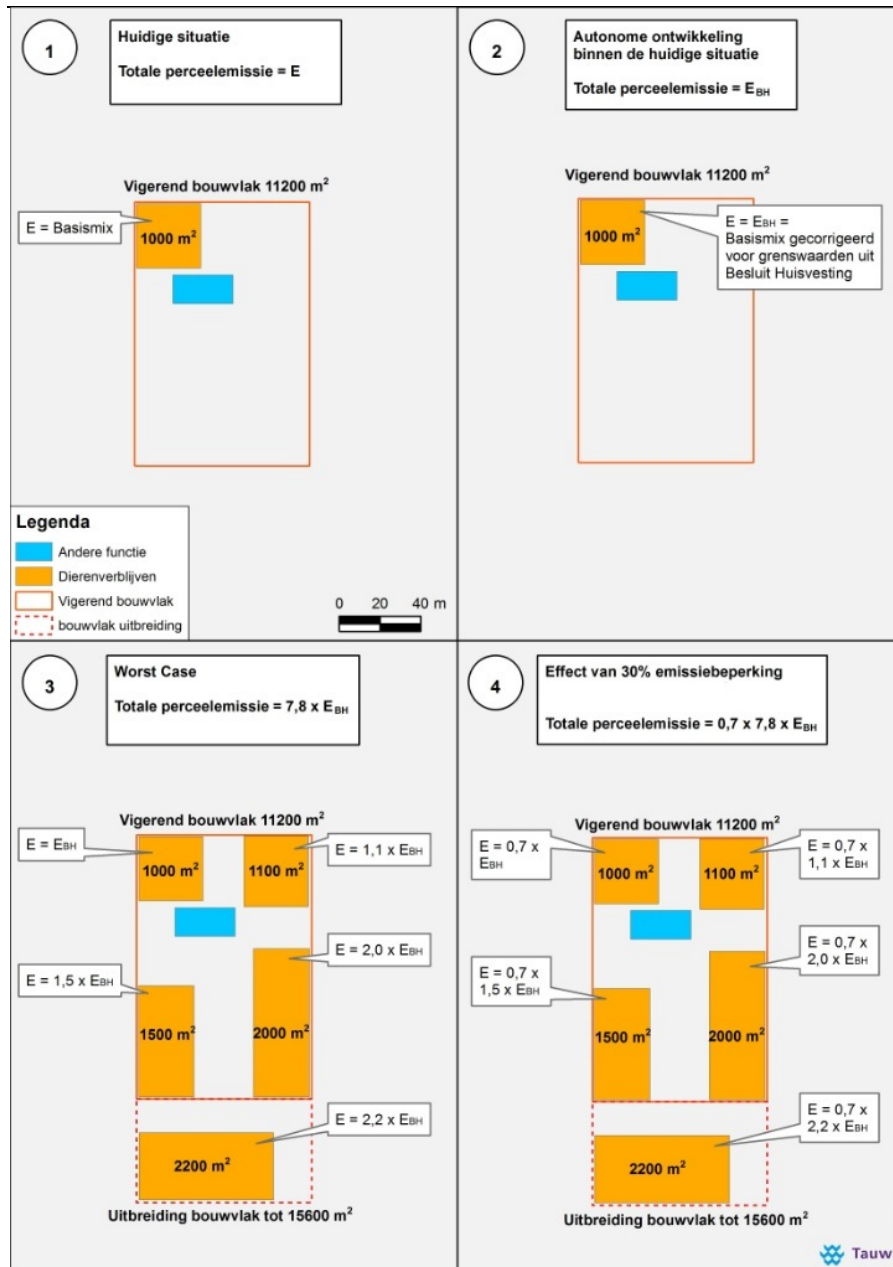 1
Huidige situatie
Totale perceelemissie = E
Vigerend bouwvlak 11200 m²
E = Basismix
1000 m²
Legenda
Andere functie
Dierenverblijven
Vigerend bouwvlak
bouwvlak uitbreiding
0 20 40 m
2
Autonome ontwikkeling
binnen de huidige situatie
Totale perceelemissie = EBH
Vigerend bouwvlak 11200 m²
1000 m²
E = EBH =
Basismix gecorrigeerd
voor grenswaarden uit
Besluit Huisvesting
3
Worst Case
Totale perceelemissie = 7,8 x EBH
Vigerend bouwvlak 11200 m²
E = EBH
1000 m²
1100 m²
E = 1,1 x EBH
E = 2,0 x EBH
E = 1,5 x EBH
1500 m²
2000 m²
E = 2,2 x EBH
2200 m²
Uitbreiding bouwvlak tot 15600 m²
4
Effect van 30% emissiebeperking
Totale perceelemissie = 0,7 x 7,8 x EBH
Vigerend bouwvlak 11200 m²
E = 0,7 x
EBH
1000 m²
1100 m²
E = 0,7 x
1,1 x EBH
E = 0,7 x
2,0 x EBH
E = 0,7 x
1,5 x EBH
1500 m²
2000 m²
E = 0,7 x
2,2 x EBH
2200 m²
Uitbreiding bouwvlak tot 15600 m²
Tauw